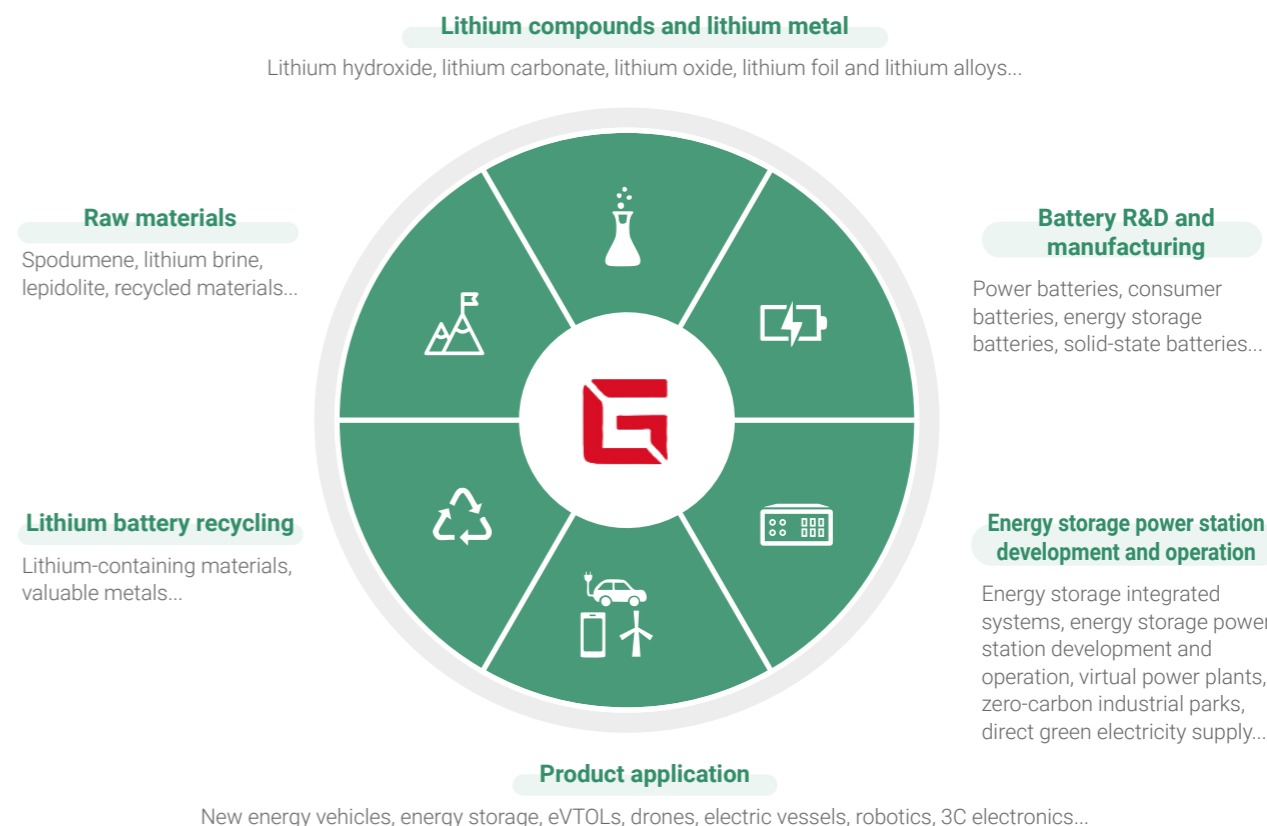 Lithium compounds and lithium metal
Lithium hydroxide, lithium carbonate, lithium oxide, lithium foil and lithium alloys...
Raw materials
Spodumene, lithium brine,
lepidolite, recycled materials...
Battery R&D and
manufacturing
Power batteries, consumer
batteries, energy storage
batteries, solid-state batteries...
Lithium battery recycling
Lithium-containing materials,
valuable metals...
Energy storage power station
development and operation
Energy storage integrated
systems, energy storage power
station development and
operation, virtual power plants,
zero-carbon industrial parks,
direct green electricity supply...
Product application
New energy vehicles, energy storage, eVTOLs, drones, electric vessels, robotics, 3C electronics...